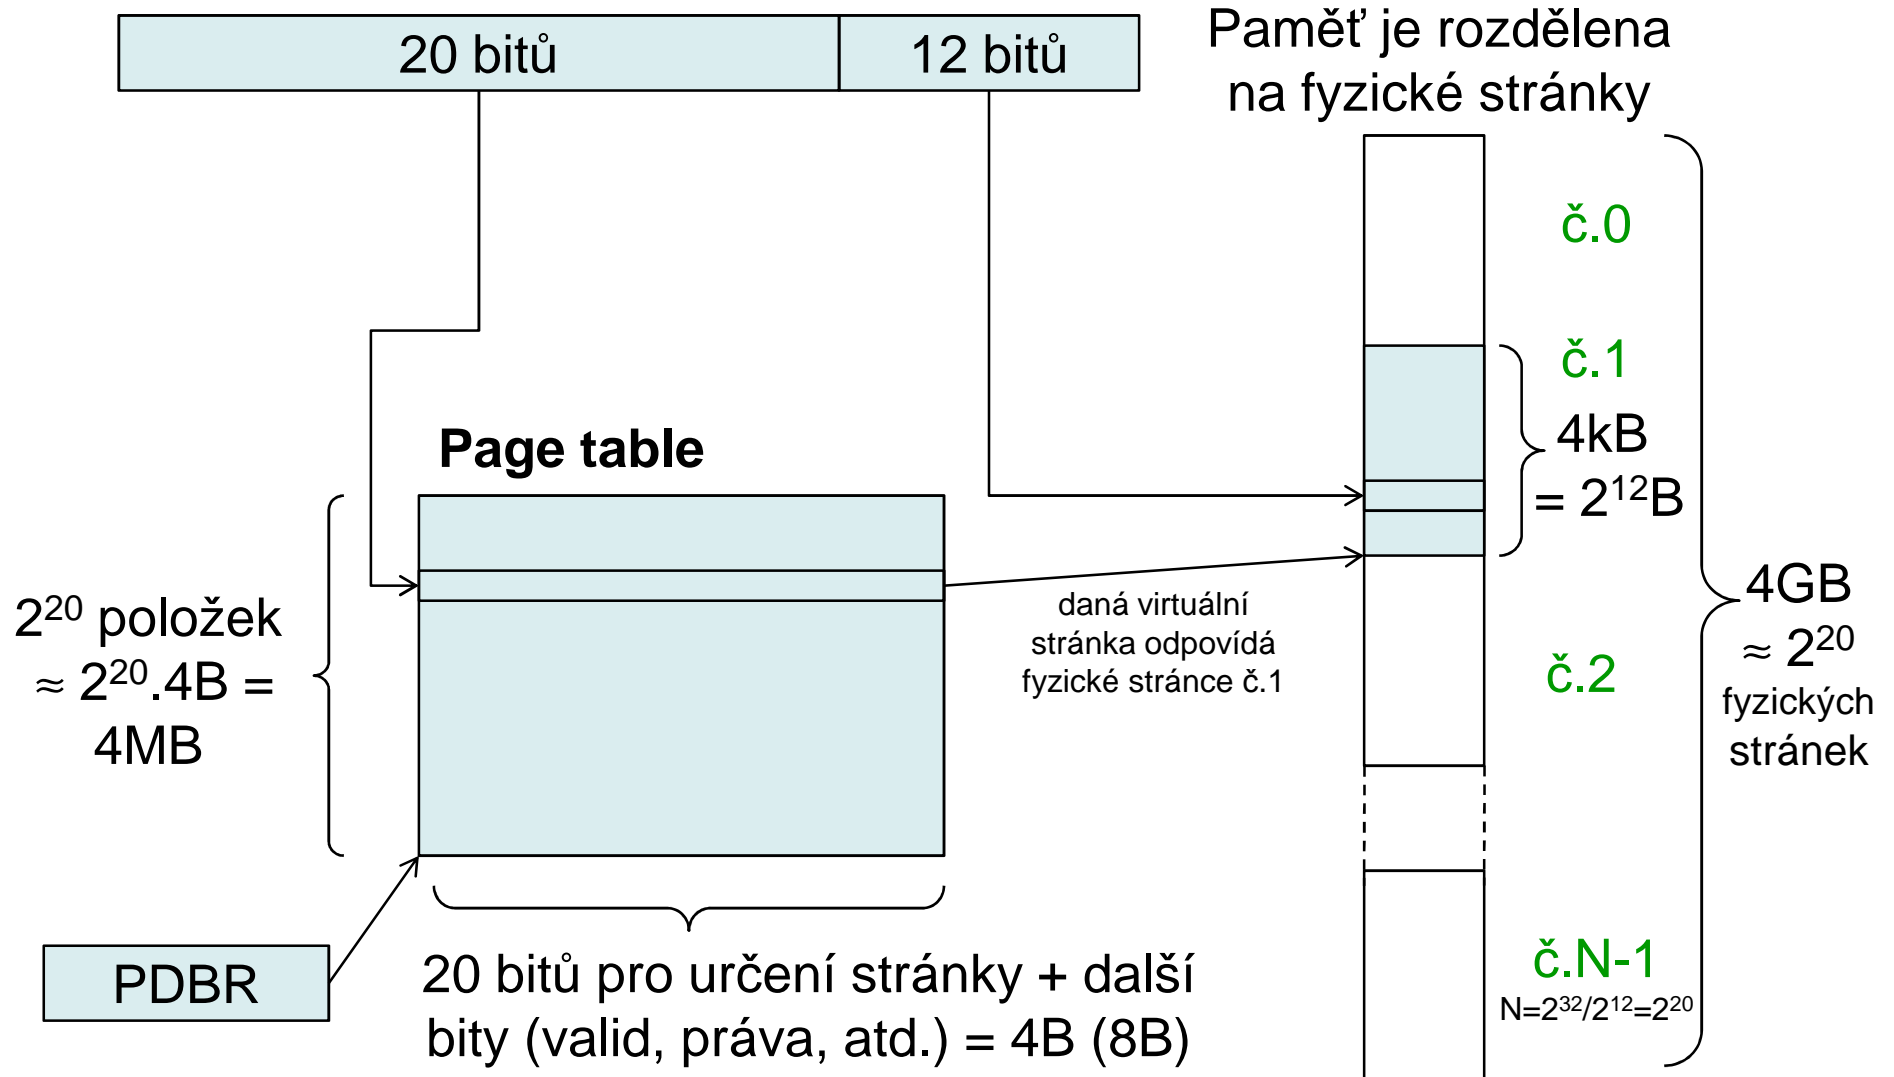 20 bitů
12 bitů
Paměť je rozdělena
na fyzické stránky
č.0
č.1
4kB
= 2¹²B
Page table
2²⁰ položek
≈ 2²⁰.4B =
4MB
daná virtuální
stránka odpovídá
fyzické stránce č.1
č.2
4GB
≈ 2²⁰
fyzických
stránek
PDBR
20 bitů pro určení stránky + další
bity (valid, práva, atd.) = 4B (8B)
č.N-1
N=2³²/2¹²=2²⁰